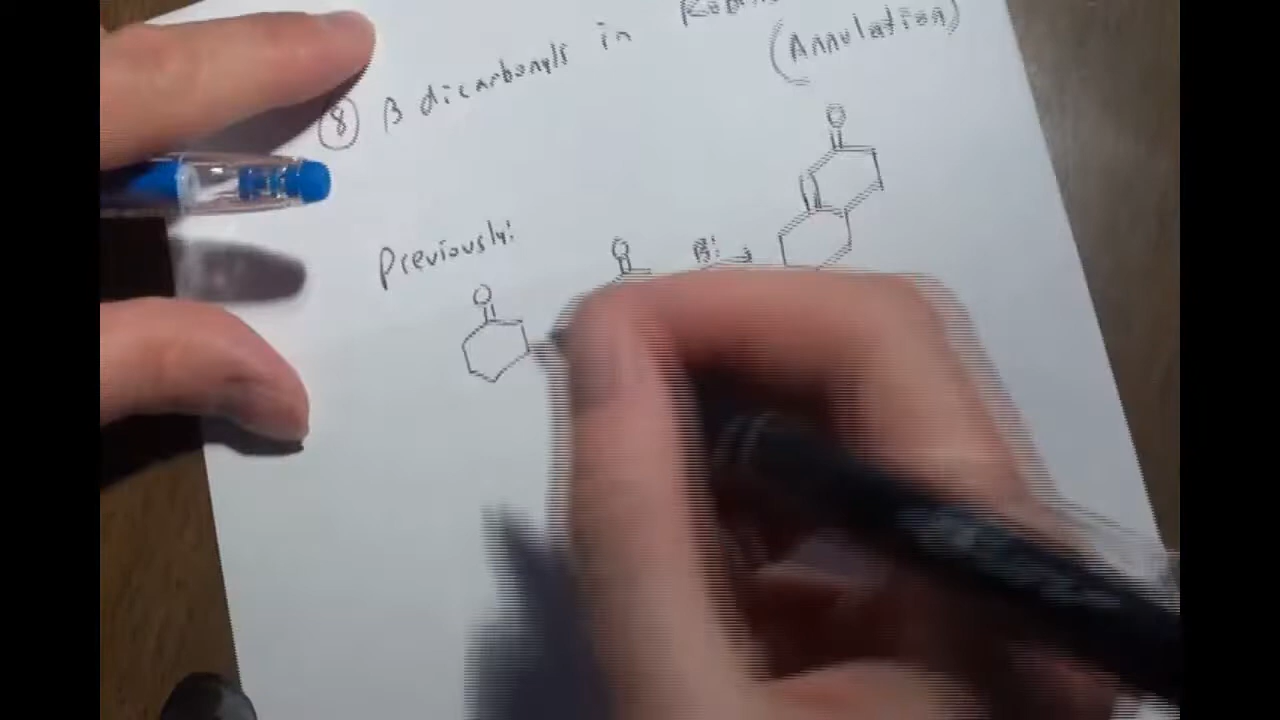 ⑧ β dicarbonyls in
(Annulation)
Previously:
O
O
B:
O